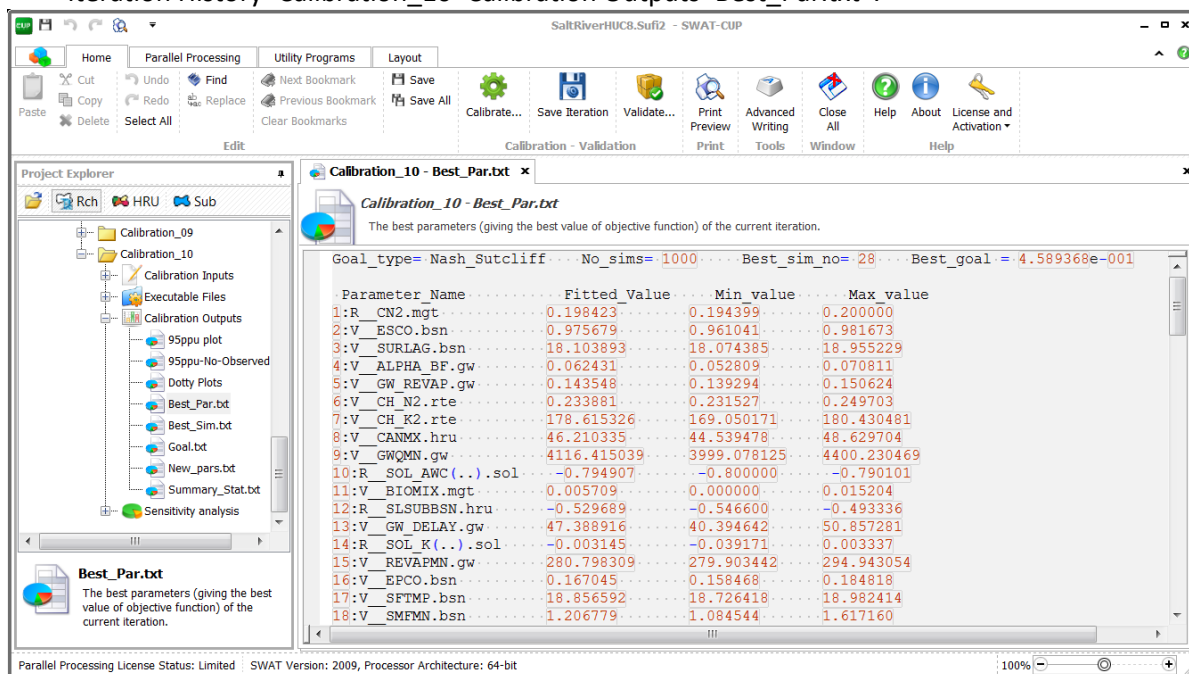 Iteration History- Calibration_10- Calibration Outputs- Best_Par.txt".
SaltRiverHUC8.Sufi2 - SWAT-CUP
Home Parallel Processing Utility Programs Layout
Paste Cut Copy Delete Undo Redo Select All Find Replace Next Bookmark Previous Bookmark Clear Bookmarks Save Save All Calibrate... Save Iteration Validate... Print Preview Advanced Writing Close All Help About License and Activation
Edit Calibration - Validation Print Tools Window Help
Project Explorer
Rch HRU Sub
Calibration_09
Calibration_10
Calibration Inputs
Executable Files
Calibration Outputs
95ppu plot
95ppu-No-Observed
Dotty Plots
Best_Par.txt
Best_Sim.txt
Goal.txt
New_pars.txt
Summary_Stat.txt
Sensitivity analysis
Best_Par.txt
The best parameters (giving the best
value of objective function) of the
current iteration.
Calibration_10 - Best_Par.txt
Calibration_10 - Best_Par.txt
The best parameters (giving the best value of objective function) of the current iteration.
Goal_type= Nash_Sutcliff No_sims= 1000 Best_sim_no= 28 Best_goal = 4.589368e-001
Parameter_Name Fitted_Value Min_value Max_value
1:R__CN2.mgt 0.198423 0.194399 0.200000
2:V__ESCO.bsn 0.975679 0.961041 0.981673
3:V__SURLAG.bsn 18.103893 18.074385 18.955229
4:V__ALPHA_BF.gw 0.062431 0.052809 0.070811
5:V__GW_REVAP.gw 0.143548 0.139294 0.150624
6:V__CH_N2.rte 0.233881 0.231527 0.249703
7:V__CH_K2.rte 178.615326 169.050171 180.430481
8:V__CANMX.hru 46.210335 44.539478 48.629704
9:V__GWQMN.gw 4116.415039 3999.078125 4400.230469
10:R__SOL_AWC(..).sol -0.794907 -0.800000 -0.790101
11:V__BIOMIX.mgt 0.005709 0.000000 0.015204
12:R__SLSUBBSN.hru -0.529689 -0.546600 -0.493336
13:V__GW_DELAY.gw 47.388916 40.394642 50.857281
14:R__SOL_K(..).sol -0.003145 -0.039171 0.003337
15:V__REVAPMN.gw 280.798309 279.903442 294.943054
16:V__EPCO.bsn 0.167045 0.158468 0.184818
17:V__SFTMP.bsn 18.856592 18.726418 18.982414
18:V__SMFMN.bsn 1.206779 1.084544 1.617160
Parallel Processing License Status: Limited SWAT Version: 2009, Processor Architecture: 64-bit 100%